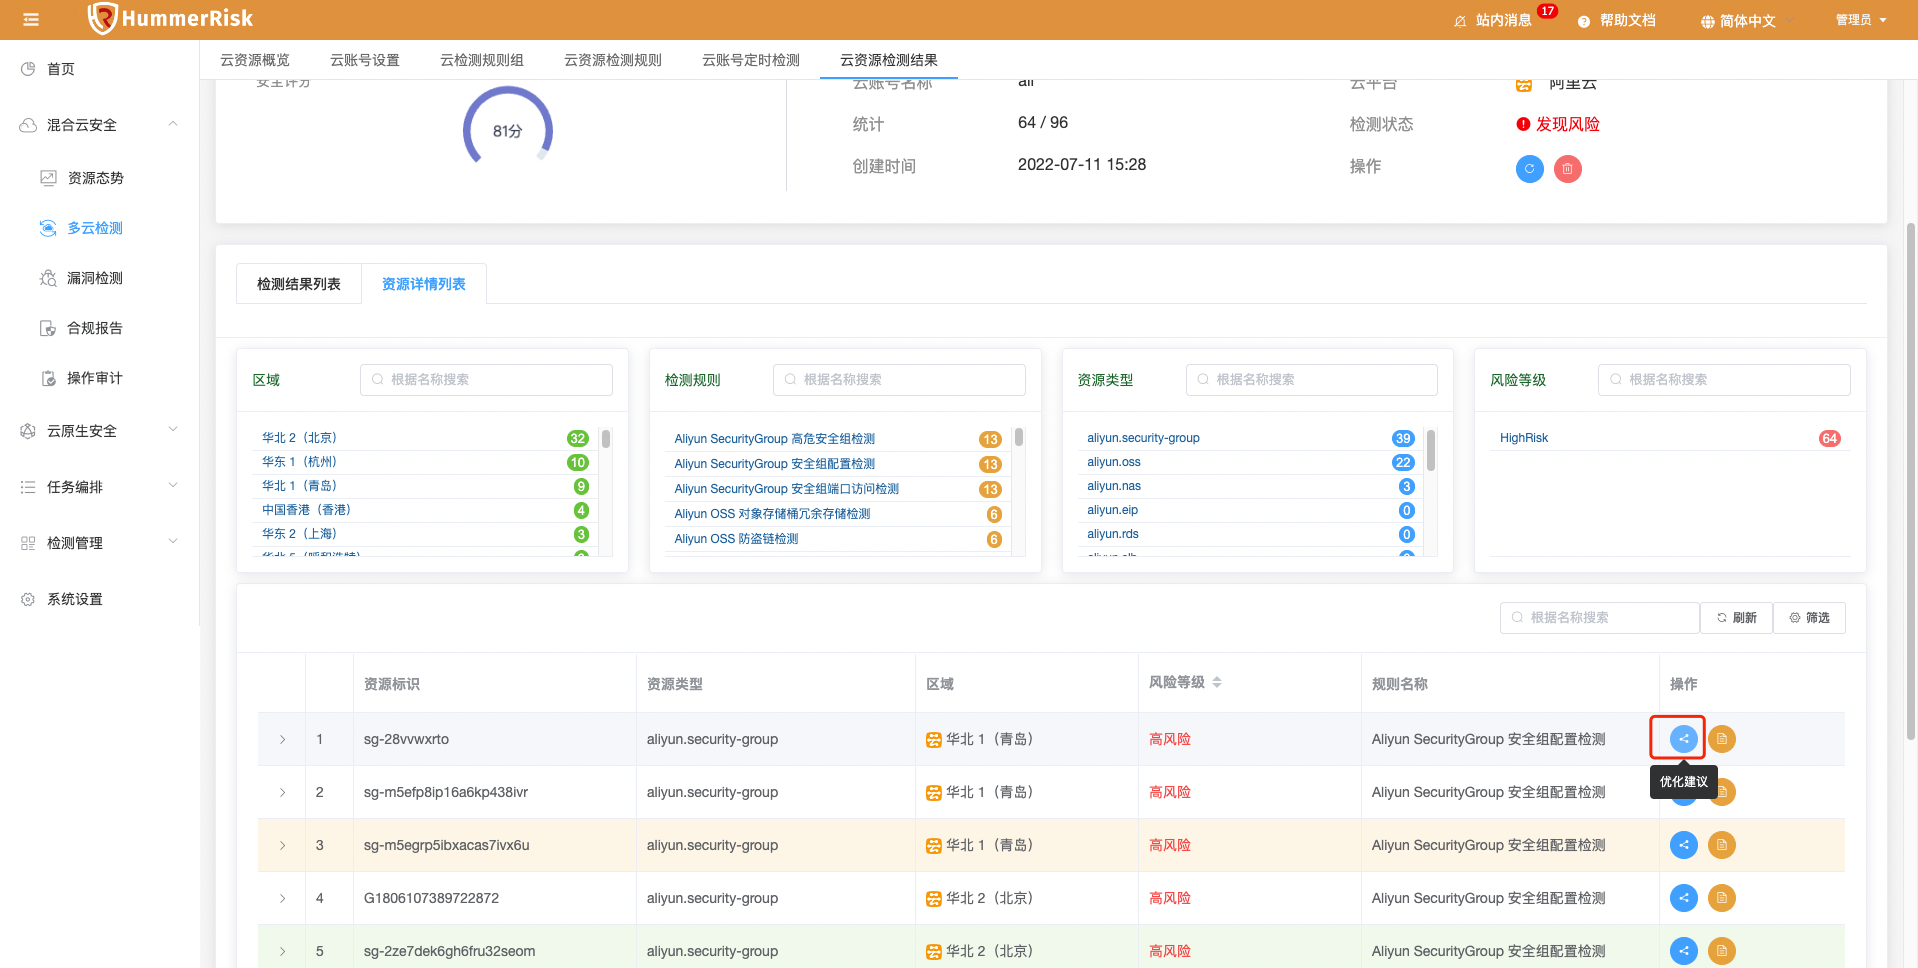 HummerRisk
站内消息 17
帮助文档
简体中文
管理员
首页
混合云安全
资源态势
多云检测
漏洞检测
合规报告
操作审计
云原生安全
任务编排
检测管理
系统设置
云资源概览 云账号设置 云检测规则组 云资源检测规则 云账号定时检测 云资源检测结果
安全评分
81分
云账号名称 ali 云平台 阿里云
统计 64 / 96 检测状态 发现风险
创建时间 2022-07-11 15:28 操作
检测结果列表 资源详情列表
区域 根据名称搜索
华北 2（北京） 32
华东 1（杭州） 10
华北 1（青岛） 9
中国香港（香港） 4
华东 2（上海） 3
华北 5（呼和浩特）
检测规则 根据名称搜索
Aliyun SecurityGroup 高危安全组检测 13
Aliyun SecurityGroup 安全组配置检测 13
Aliyun SecurityGroup 安全组端口访问检测 13
Aliyun OSS 对象存储桶冗余存储检测 6
Aliyun OSS 防盗链检测 6
资源类型 根据名称搜索
aliyun.security-group 39
aliyun.oss 22
aliyun.nas 3
aliyun.eip 0
aliyun.rds 0
aliyun.slb
风险等级 根据名称搜索
HighRisk 64
根据名称搜索 刷新 筛选
资源标识 资源类型 区域 风险等级 规则名称 操作
1 sg-28vvwxrto aliyun.security-group 华北 1（青岛） 高风险 Aliyun SecurityGroup 安全组配置检测
优化建议
2 sg-m5efp8ip16a6kp438ivr aliyun.security-group 华北 1（青岛） 高风险 Aliyun SecurityGroup 安全组配置检测
3 sg-m5egrp5ibxacas7ivx6u aliyun.security-group 华北 1（青岛） 高风险 Aliyun SecurityGroup 安全组配置检测
4 G1806107389722872 aliyun.security-group 华北 2（北京） 高风险 Aliyun SecurityGroup 安全组配置检测
5 sg-2ze7dek6gh6fru32seom aliyun.security-group 华北 2（北京） 高风险 Aliyun SecurityGroup 安全组配置检测